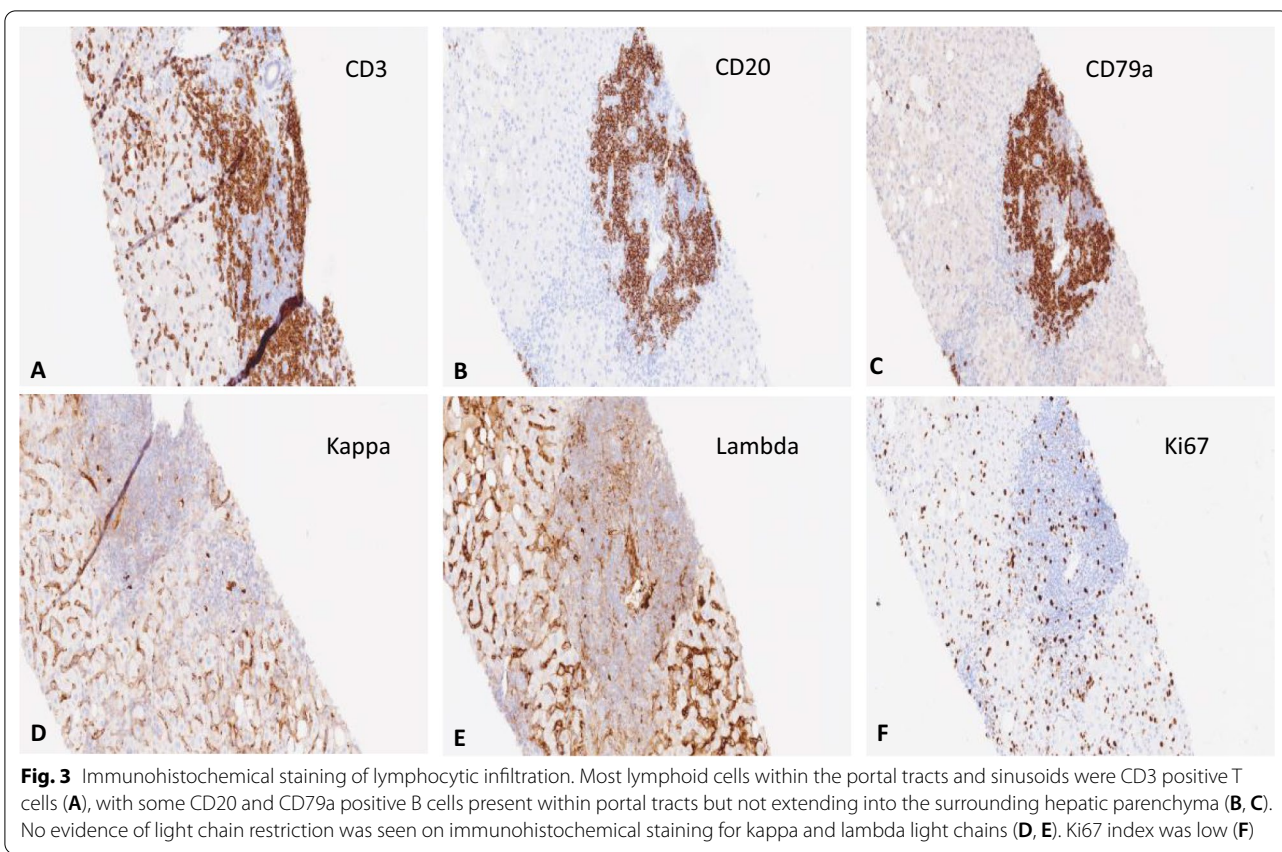 CD3
CD20
CD79a
A
B
C
Kappa
Lambda
Ki67
D
E
F
Fig. 3 Immunohistochemical staining of lymphocytic infiltration. Most lymphoid cells within the portal tracts and sinusoids were CD3 positive T
cells (A), with some CD20 and CD79a positive B cells present within portal tracts but not extending into the surrounding hepatic parenchyma (B, C).
No evidence of light chain restriction was seen on immunohistochemical staining for kappa and lambda light chains (D, E). Ki67 index was low (F)